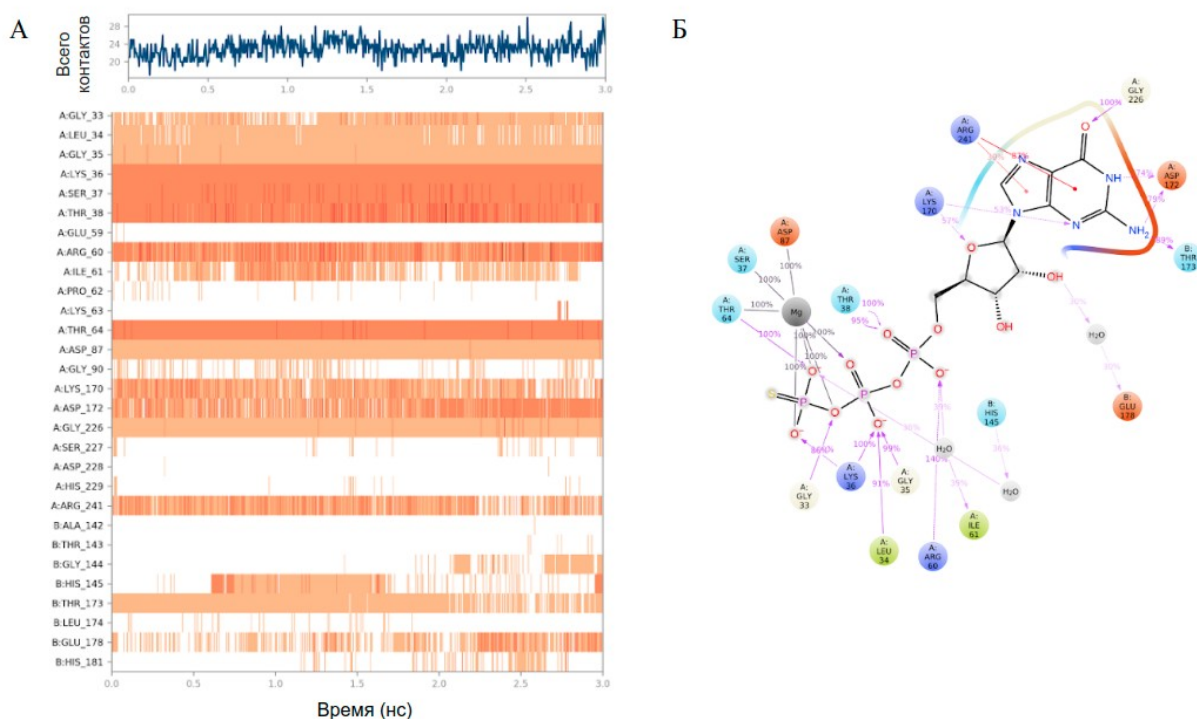 А
Всего
контактов
28
24
20
0.0 0.5 1.0 1.5 2.0 2.5 3.0
A:GLY_33
A:LEU_34
A:GLY_35
A:LYS_36
A:SER_37
A:THR_38
A:GLU_59
A:ARG_60
A:ILE_61
A:PRO_62
A:LYS_63
A:THR_64
A:ASP_87
A:GLY_90
A:LYS_170
A:ASP_172
A:GLY_226
A:SER_227
A:ASP_228
A:HIS_229
A:ARG_241
B:ALA_142
B:THR_143
B:GLY_144
B:HIS_145
B:THR_173
B:LEU_174
B:GLU_178
B:HIS_181
0.0 0.5 1.0 1.5 2.0 2.5 3.0
Время (нс)
Б
A:
GLY
226
100%
O
A:
ARG
241
N
NH
74%
A:
ASP
172
A:
LYS
170
53%
N
N
NH2
B:
THR
173
57%
O
A:
ASP
87
A:
SER
37
100%
100%
A:
THR
64
100%
Mg
A:
THR
38
100%
95%
OH
OH
H2O
100%
100%
100%
100%
100%
O
P
O
O
O-
O
P
O
O-
S
P
O-
O
O-
B:
GLU
178
B:
HIS
145
H2O
140%
H2O
100%
99%
91%
A:
GLY
33
A:
LYS
36
A:
GLY
35
A:
LEU
34
A:
ARG
60
A:
ILE
61